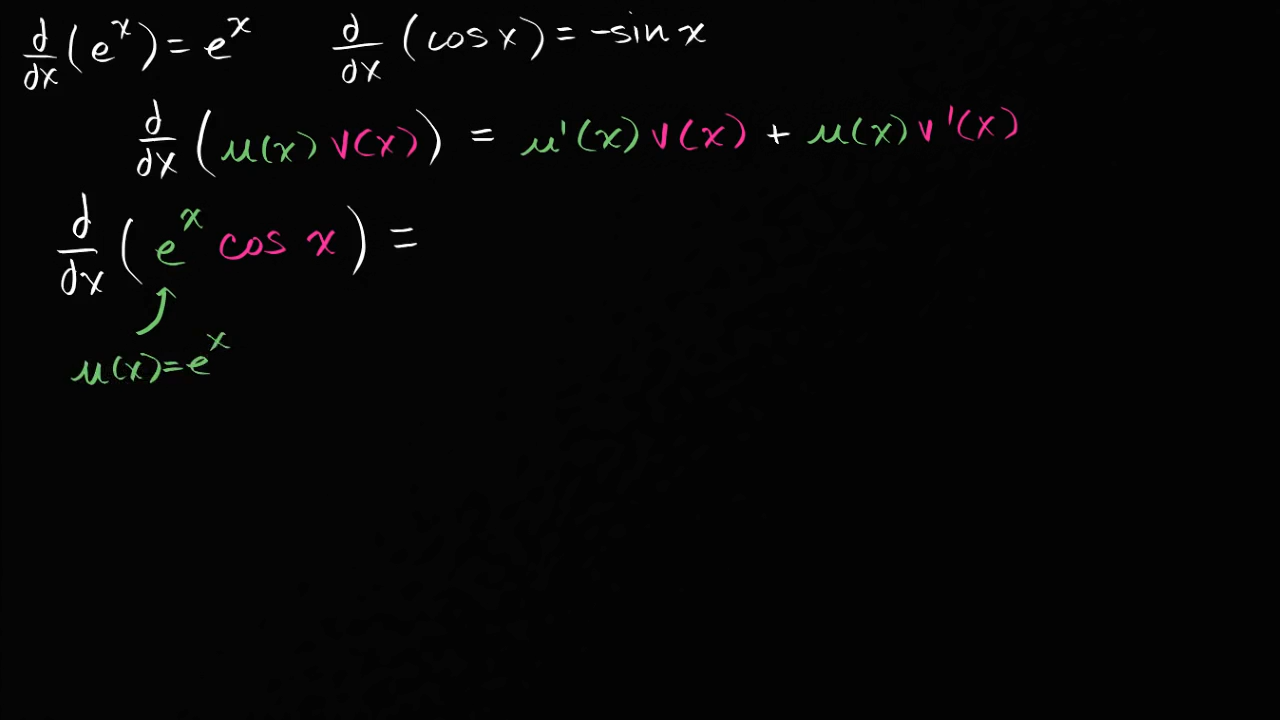 d/dx (e^x) = e^x d/dx (cos x) = -sin x
d/dx (u(x) v(x)) = u'(x) v(x) + u(x) v'(x)
d/dx (e^x cos x) =
u(x) = e^x